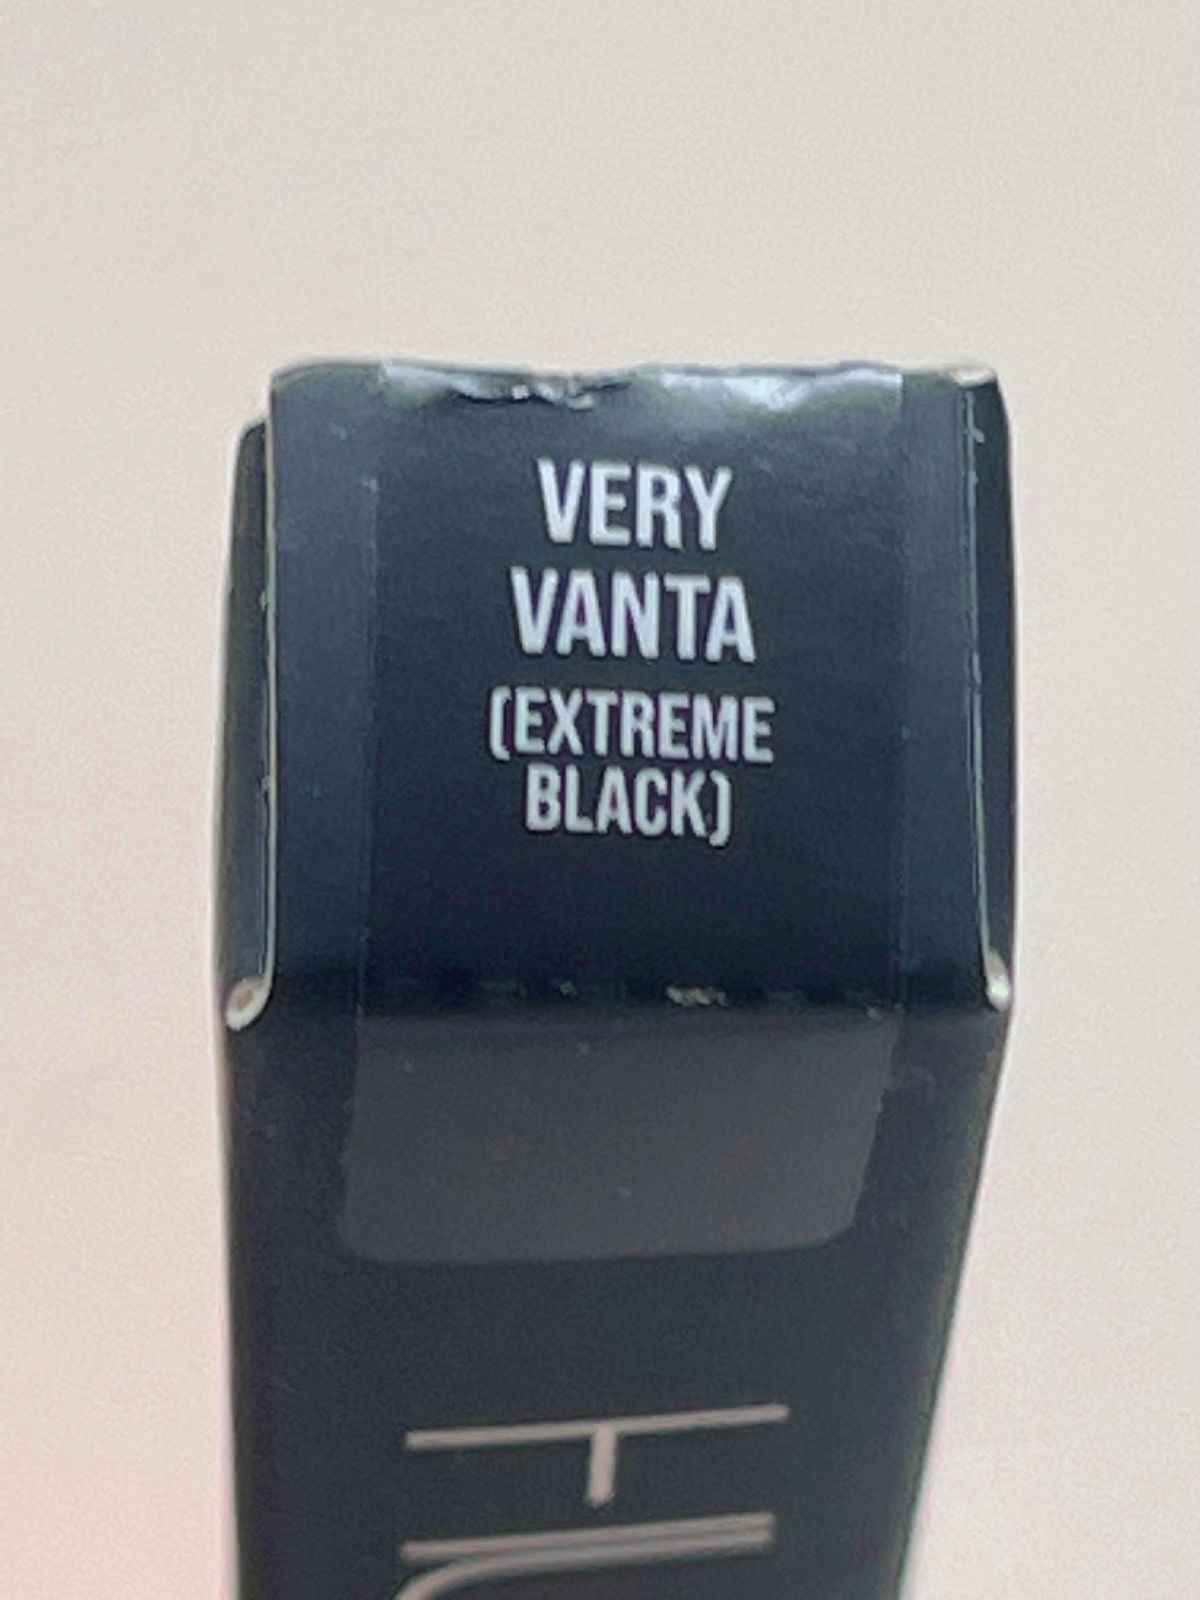 VERY
VANTA
(EXTREME
BLACK)